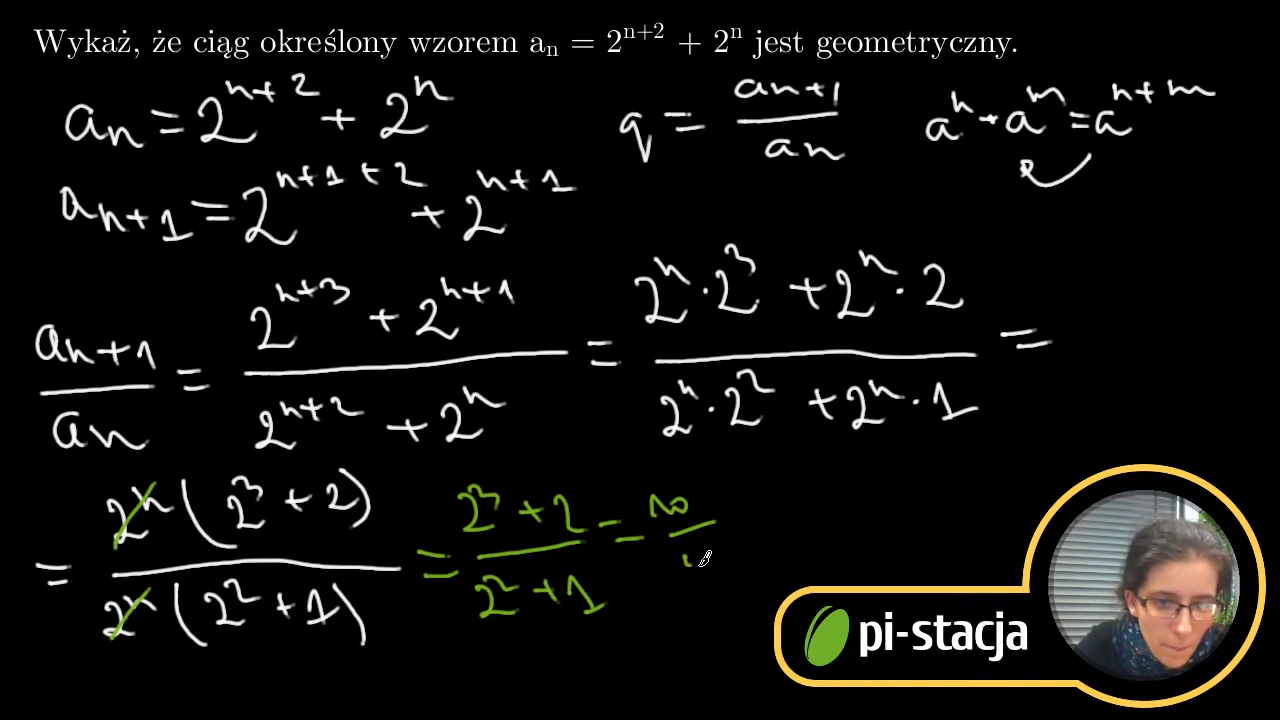 Wykaż, że ciąg określony wzorem aₙ = 2ⁿ⁺² + 2ⁿ jest geometryczny.
aₙ = 2ⁿ⁺² + 2ⁿ
q = aₙ₊₁ / aₙ
aⁿ · aᵐ = aⁿ⁺ᵐ
aₙ₊₁ = 2ⁿ⁺¹⁺² + 2ⁿ⁺¹
aₙ₊₁ / aₙ = (2ⁿ⁺³ + 2ⁿ⁺¹) / (2ⁿ⁺² + 2ⁿ) = (2ⁿ · 2³ + 2ⁿ · 2) / (2ⁿ · 2² + 2ⁿ · 1) =
= 2ⁿ(2³ + 2) / 2ⁿ(2² + 1) = (2³ + 2) / (2² + 1) = 10 /
pi-stacja